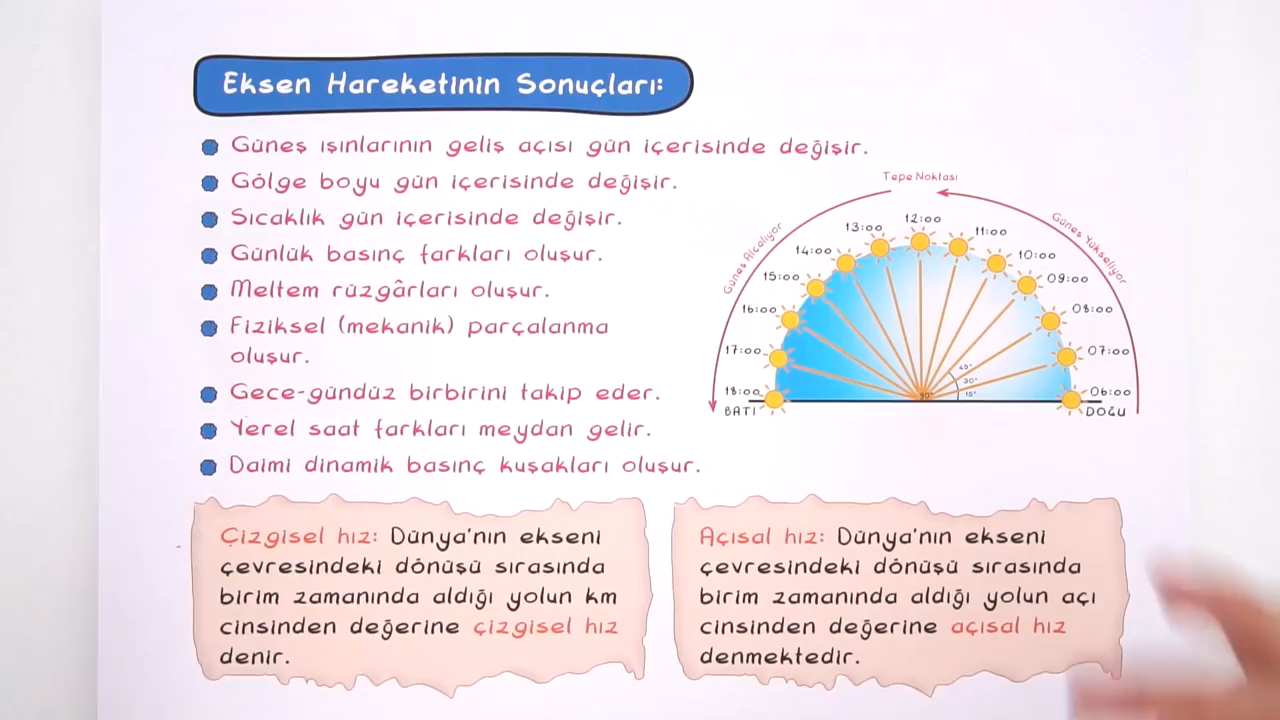 Eksen Hareketinin Sonuçları:
Güneş ışınlarının geliş açısı gün içerisinde değişir.
Gölge boyu gün içerisinde değişir.
Sıcaklık gün içerisinde değişir.
Günlük basınç farkları oluşur.
Meltem rüzgârları oluşur.
Fiziksel (mekanik) parçalanma
oluşur.
Gece-gündüz birbirini takip eder.
Yerel saat farkları meydan gelir.
Daimi dinamik basınç kuşakları oluşur.
Tepe Noktası
Güneş Alçalıyor
Güneş Yükseliyor
12:00
13:00
11:00
14:00
10:00
15:00
09:00
16:00
08:00
17:00
07:00
18:00
06:00
45°
30°
15°
90°
BATI
DOĞU
Çizgisel hız: Dünya'nın ekseni
çevresindeki dönüşü sırasında
birim zamanında aldığı yolun km
cinsinden değerine çizgisel hız
denir.
Açısal hız: Dünya'nın ekseni
çevresindeki dönüşü sırasında
birim zamanında aldığı yolun açı
cinsinden değerine açısal hız
denmektedir.